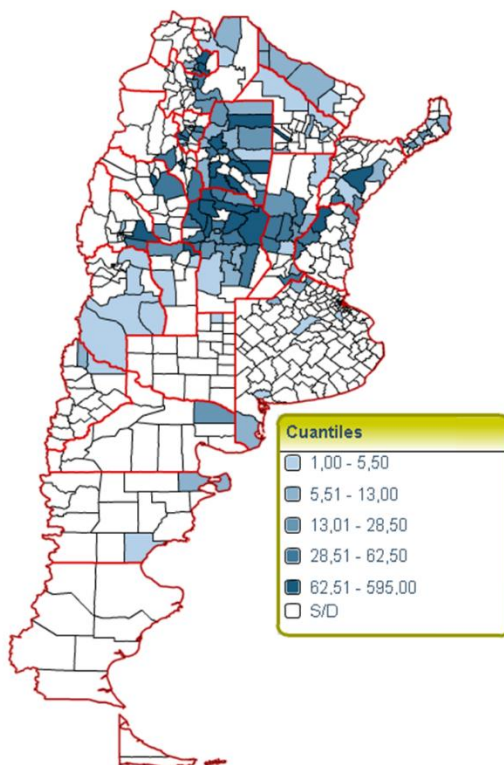 Cuantiles
1,00 - 5,50
5,51 - 13,00
13,01 - 28,50
28,51 - 62,50
62,51 - 595,00
S/D